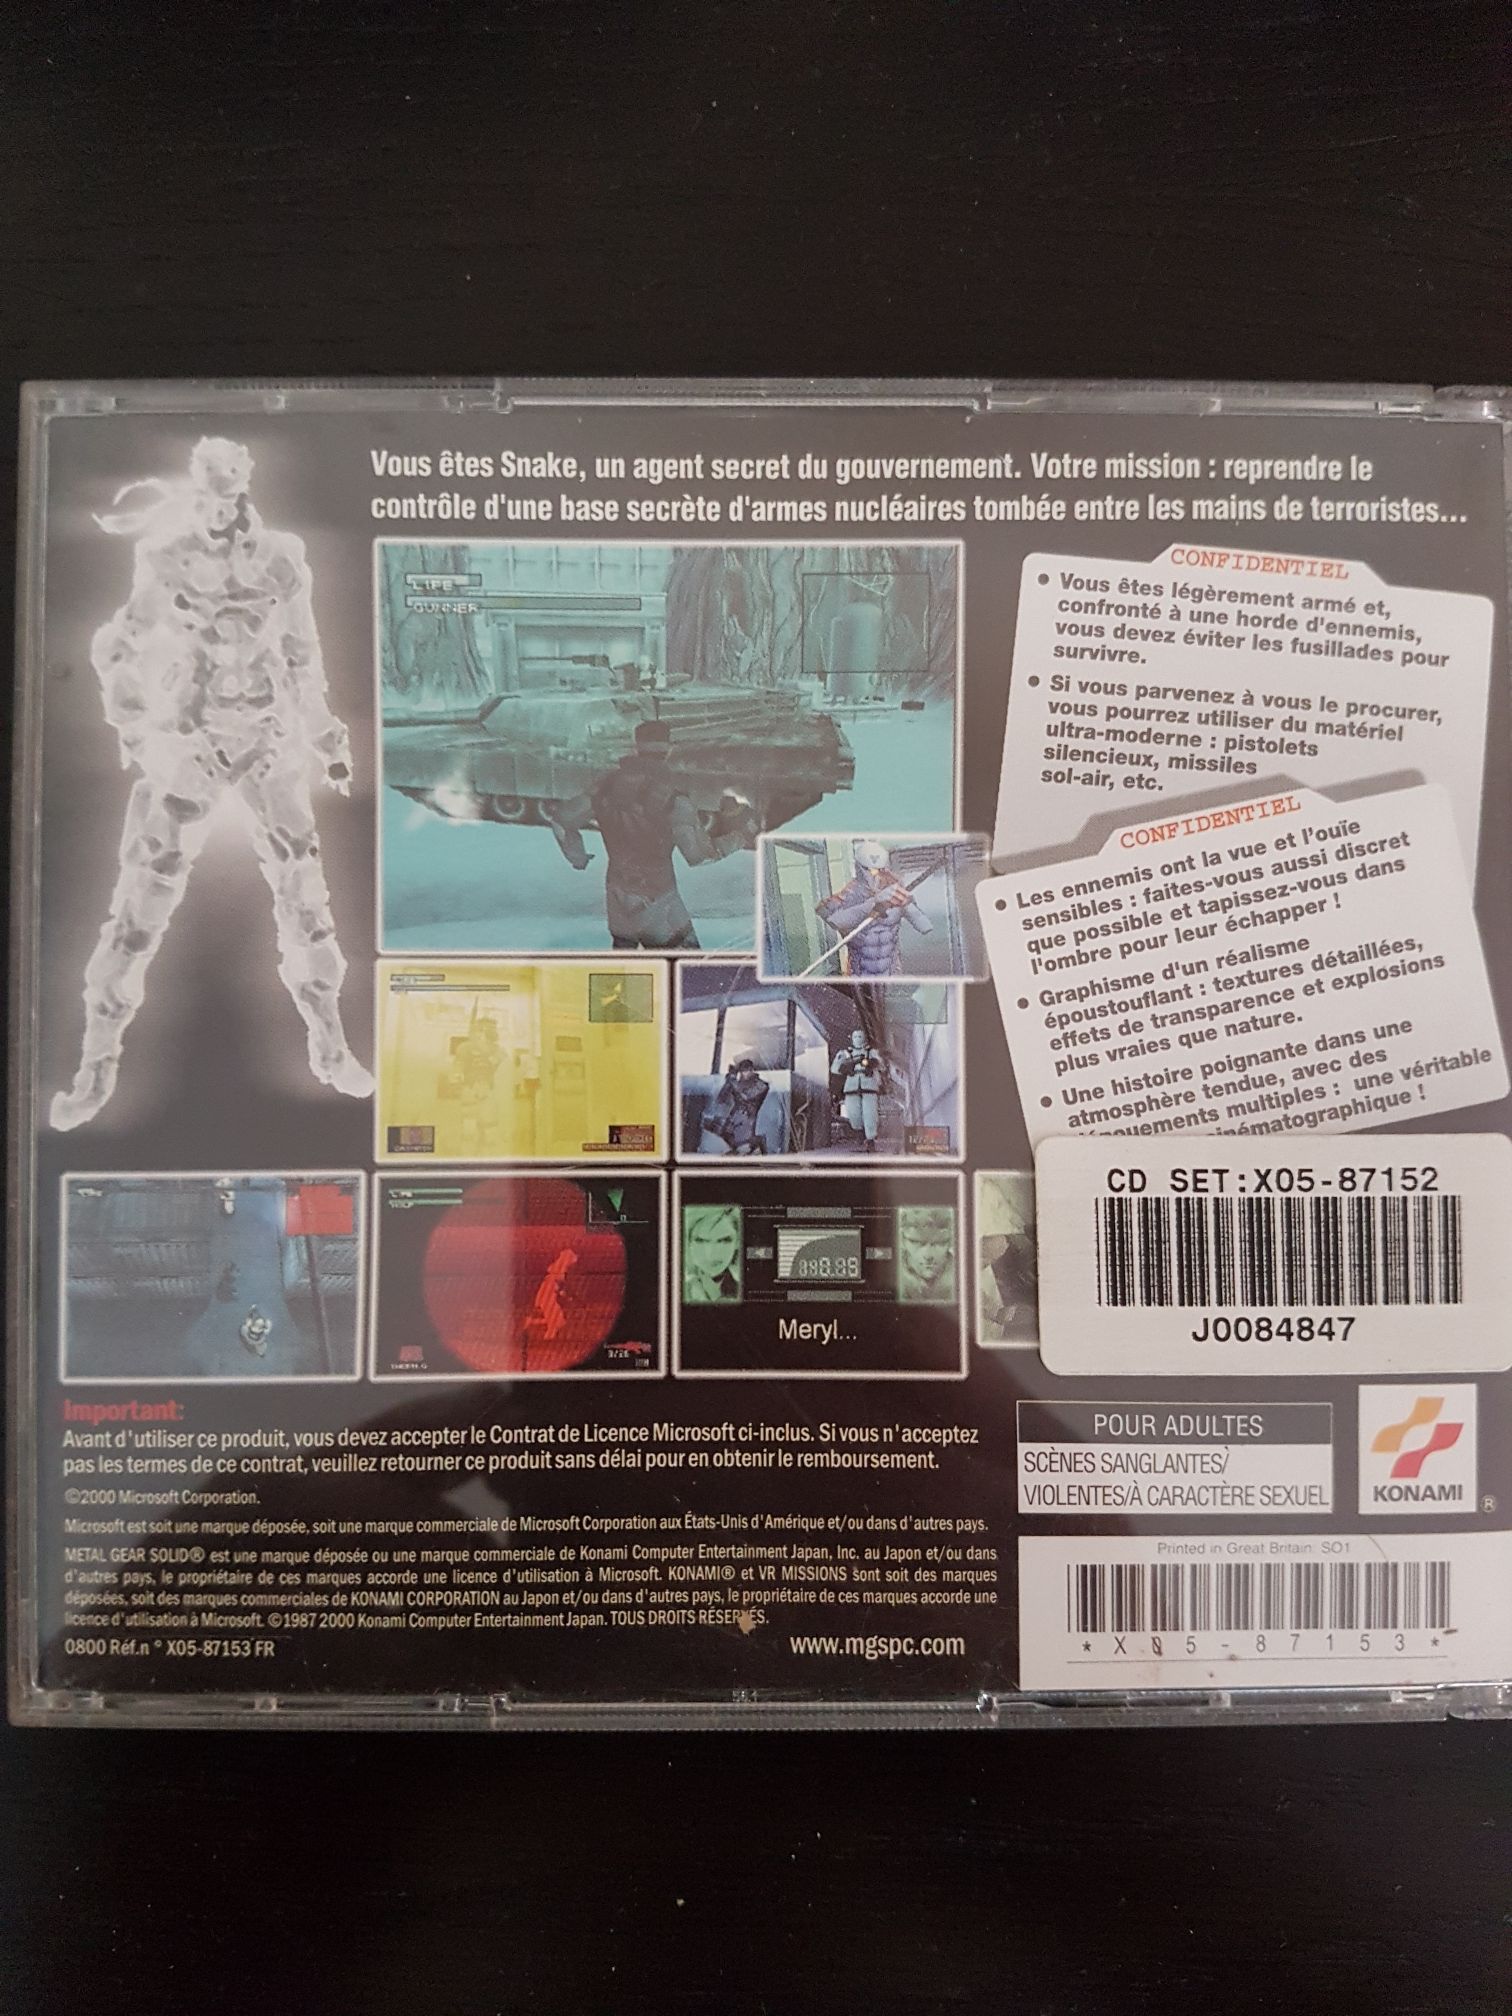 Vous êtes Snake, un agent secret du gouvernement. Votre mission : reprendre le
contrôle d'une base secrète d'armes nucléaires tombée entre les mains de terroristes...
LIFE
GUNNER
CONFIDENTIEL
● Vous êtes légèrement armé et,
confronté à une horde d'ennemis,
vous devez éviter les fusillades pour
survivre.
● Si vous parvenez à vous le procurer,
vous pourrez utiliser du matériel
ultra-moderne : pistolets
silencieux, missiles
sol-air, etc.
CONFIDENTIEL
● Les ennemis ont la vue et l'ouïe
sensibles : faites-vous aussi discret
que possible et tapissez-vous dans
l'ombre pour leur échapper !
● Graphisme d'un réalisme
époustouflant : textures détaillées,
effets de transparence et explosions
plus vraies que nature.
● Une histoire poignante dans une
atmosphère tendue, avec des
multiples : une véritable
!
CD SET:X05-87152
J0084847
Meryl...
Important:
Avant d'utiliser ce produit, vous devez accepter le Contrat de Licence Microsoft ci-inclus. Si vous n'acceptez
pas les termes de ce contrat, veuillez retourner ce produit sans délai pour en obtenir le remboursement.
©2000 Microsoft Corporation.
Microsoft est soit une marque déposée, soit une marque commerciale de Microsoft Corporation aux États-Unis d'Amérique et/ou dans d'autres pays.
METAL GEAR SOLID® est une marque déposée ou une marque commerciale de Konami Computer Entertainment Japan, Inc. au Japon et/ou dans
d'autres pays, le propriétaire de ces marques accorde une licence d'utilisation à Microsoft. KONAMI® et VR MISSIONS sont soit des marques
déposées, soit des marques commerciales de KONAMI CORPORATION au Japon et/ou dans d'autres pays, le propriétaire de ces marques accorde une
licence d'utilisation à Microsoft. ©1987 2000 Konami Computer Entertainment Japan. TOUS DROITS RÉSERVÉS.
0800 Réf.n ° X05-87153 FR
www.mgspc.com
POUR ADULTES
SCÈNES SANGLANTES/
VIOLENTES/À CARACTÈRE SEXUEL
KONAMI ®
Printed in Great Britain. SO1
* X 0 5 - 8 7 1 5 3 *